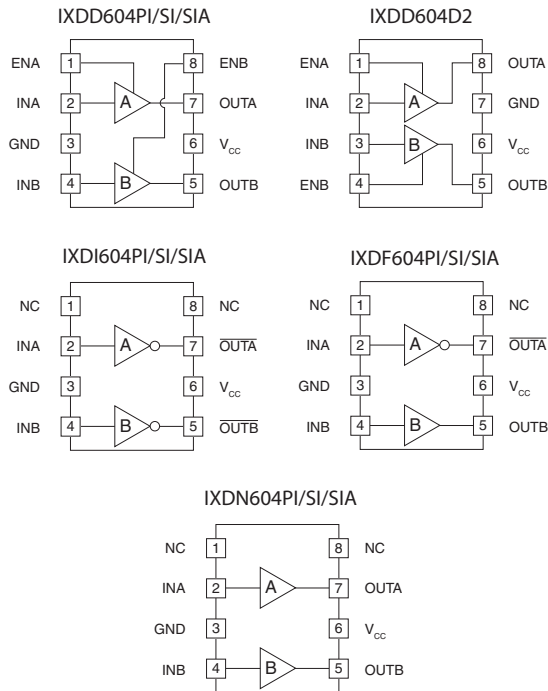 IXDD604PI/SI/SIA
ENA 1 8 ENB
INA 2 A 7 OUTA
GND 3 6 VCC
INB 4 B 5 OUTB
IXDD604D2
ENA 1 8 OUTA
INA 2 A 7 GND
INB 3 B 6 VCC
ENB 4 5 OUTB
IXDI604PI/SI/SIA
NC 1 8 NC
INA 2 A 7 O̅U̅T̅A̅
GND 3 6 VCC
INB 4 B 5 O̅U̅T̅B̅
IXDF604PI/SI/SIA
NC 1 8 NC
INA 2 A 7 O̅U̅T̅A̅
GND 3 6 VCC
INB 4 B 5 OUTB
IXDN604PI/SI/SIA
NC 1 8 NC
INA 2 A 7 OUTA
GND 3 6 VCC
INB 4 B 5 OUTB